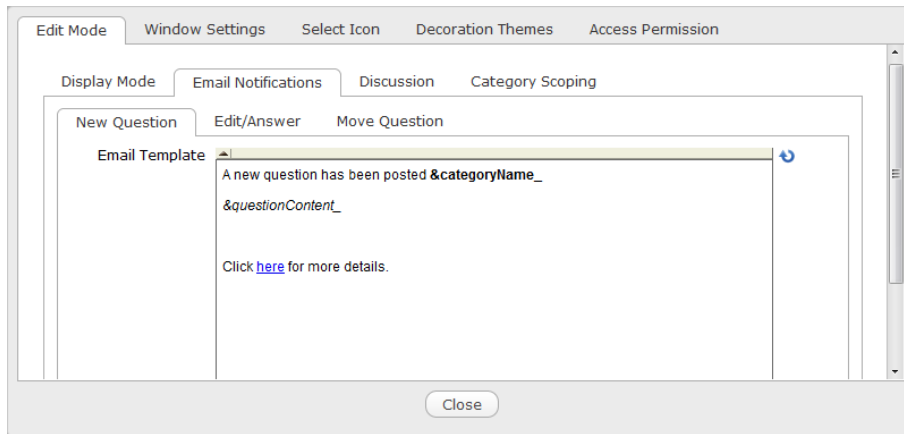 Edit Mode Window Settings Select Icon Decoration Themes Access Permission
Display Mode Email Notifications Discussion Category Scoping
New Question Edit/Answer Move Question
Email Template
A new question has been posted &categoryName_
&questionContent_
Click here for more details.
Close